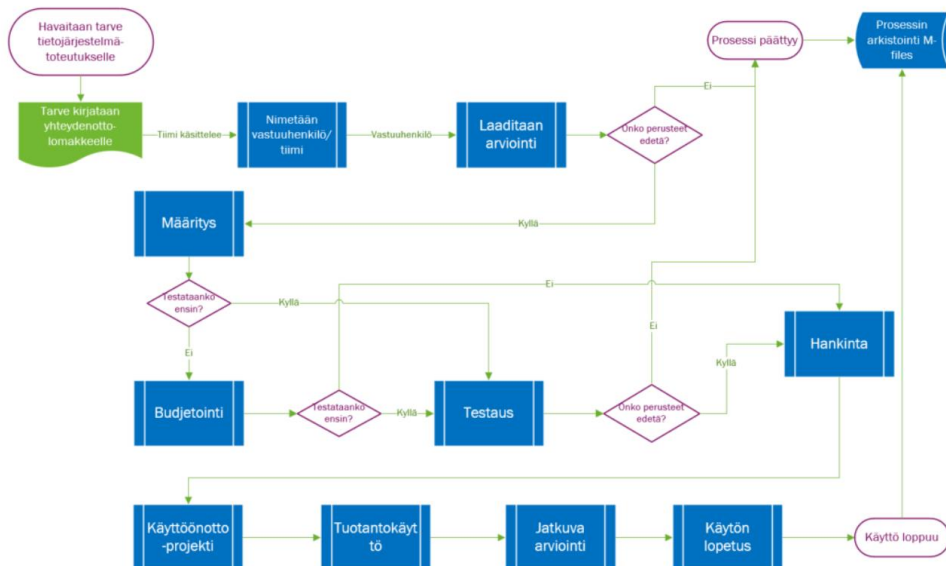 Havaitaan tarve
tietojärjestelmä-
toteutukselle
Prosessi päättyy
Prosessin
arkistointi M-
files
Tarve kirjataan
yhteydenotto-
lomakkeelle
Tiimi käsittelee
Nimetään
vastuuhenkilö/
tiimi
Vastuuhenkilö
Laaditaan
arviointi
Onko perusteet
edetä?
Ei
Kyllä
Määritys
Testataanko
ensin?
Kyllä
Ei
Ei
Ei
Hankinta
Kyllä
Budjetointi
Testataanko
ensin?
Kyllä
Testaus
Onko perusteet
edetä?
Käyttöönotto
-projekti
Tuotantokäyt
tö
Jatkuva
arviointi
Käytön
lopetus
Käyttö loppuu